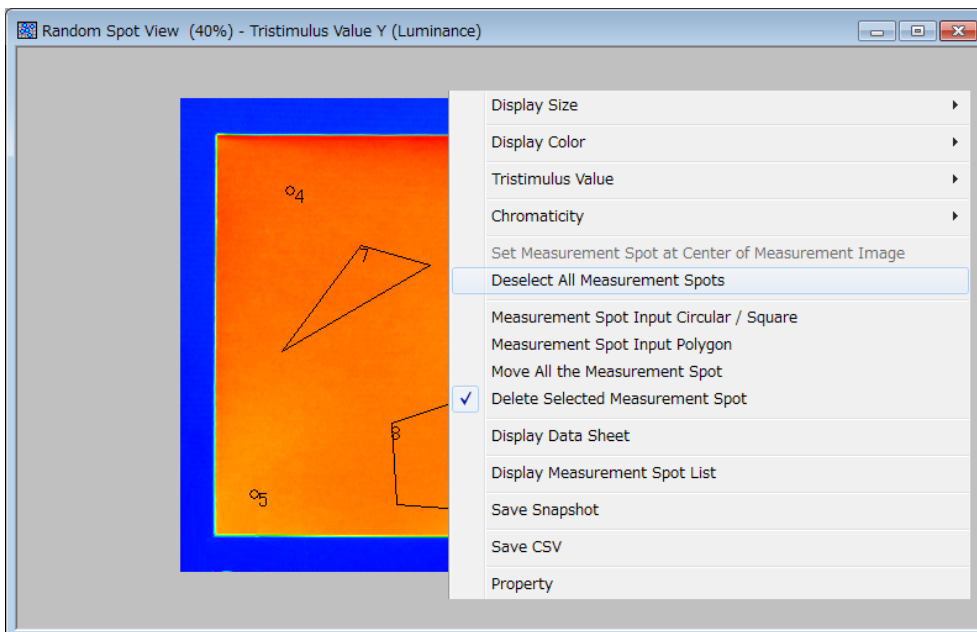 Random Spot View (40%) - Tristimulus Value Y (Luminance)
Display Size
Display Color
Tristimulus Value
Chromaticity
Set Measurement Spot at Center of Measurement Image
Deselect All Measurement Spots
Measurement Spot Input Circular / Square
Measurement Spot Input Polygon
Move All the Measurement Spot
Delete Selected Measurement Spot
Display Data Sheet
Display Measurement Spot List
Save Snapshot
Save CSV
Property
4
7
8
5